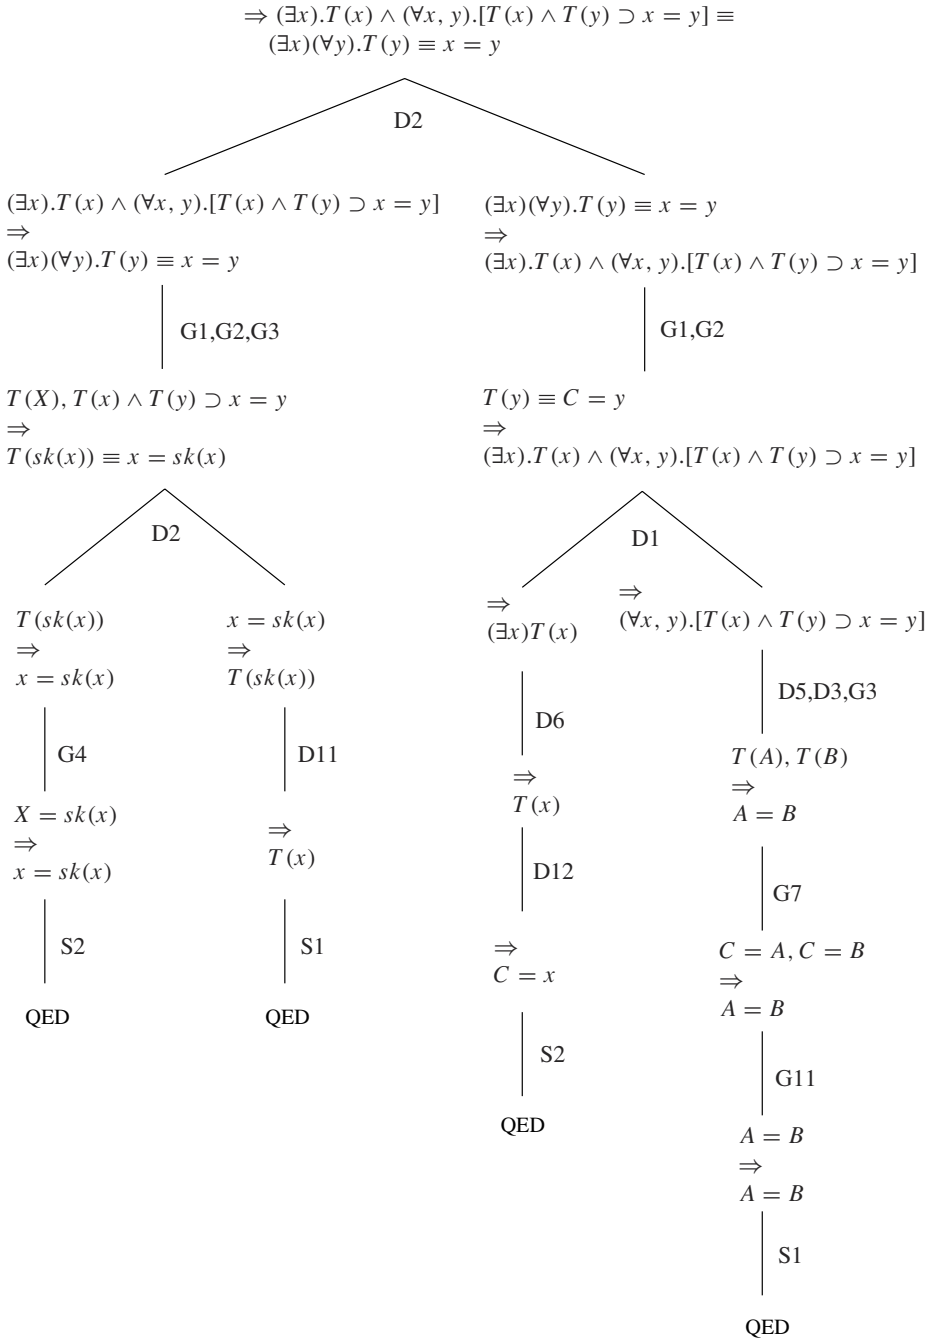 ⇒ (∃x).T(x) ∧ (∀x, y).[T(x) ∧ T(y) ⊃ x = y] ≡
(∃x)(∀y).T(y) ≡ x = y
D2
(∃x).T(x) ∧ (∀x, y).[T(x) ∧ T(y) ⊃ x = y]
⇒
(∃x)(∀y).T(y) ≡ x = y
(∃x)(∀y).T(y) ≡ x = y
⇒
(∃x).T(x) ∧ (∀x, y).[T(x) ∧ T(y) ⊃ x = y]
G1,G2,G3
G1,G2
T(X), T(x) ∧ T(y) ⊃ x = y
⇒
T(sk(x)) ≡ x = sk(x)
T(y) ≡ C = y
⇒
(∃x).T(x) ∧ (∀x, y).[T(x) ∧ T(y) ⊃ x = y]
D2
D1
T(sk(x))
⇒
x = sk(x)
x = sk(x)
⇒
T(sk(x))
⇒
(∃x)T(x)
⇒
(∀x, y).[T(x) ∧ T(y) ⊃ x = y]
G4
D11
D6
D5,D3,G3
X = sk(x)
⇒
x = sk(x)
⇒
T(x)
⇒
T(x)
T(A), T(B)
⇒
A = B
S2
S1
D12
G7
QED
QED
⇒
C = x
C = A, C = B
⇒
A = B
S2
G11
QED
A = B
⇒
A = B
S1
QED